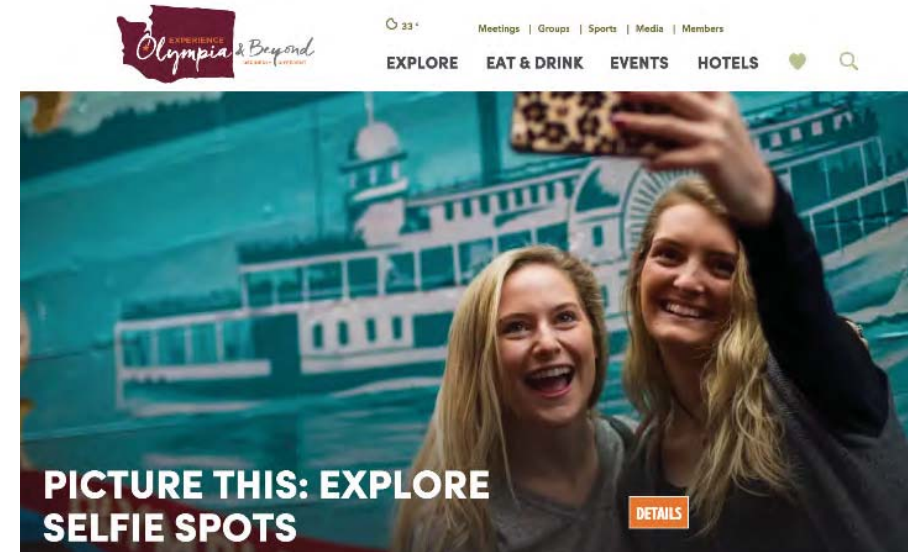 EXPERIENCE
Olympia & Beyond
33°
Meetings | Groups | Sports | Media | Members
EXPLORE EAT & DRINK EVENTS HOTELS
PICTURE THIS: EXPLORE
SELFIE SPOTS
DETAILS